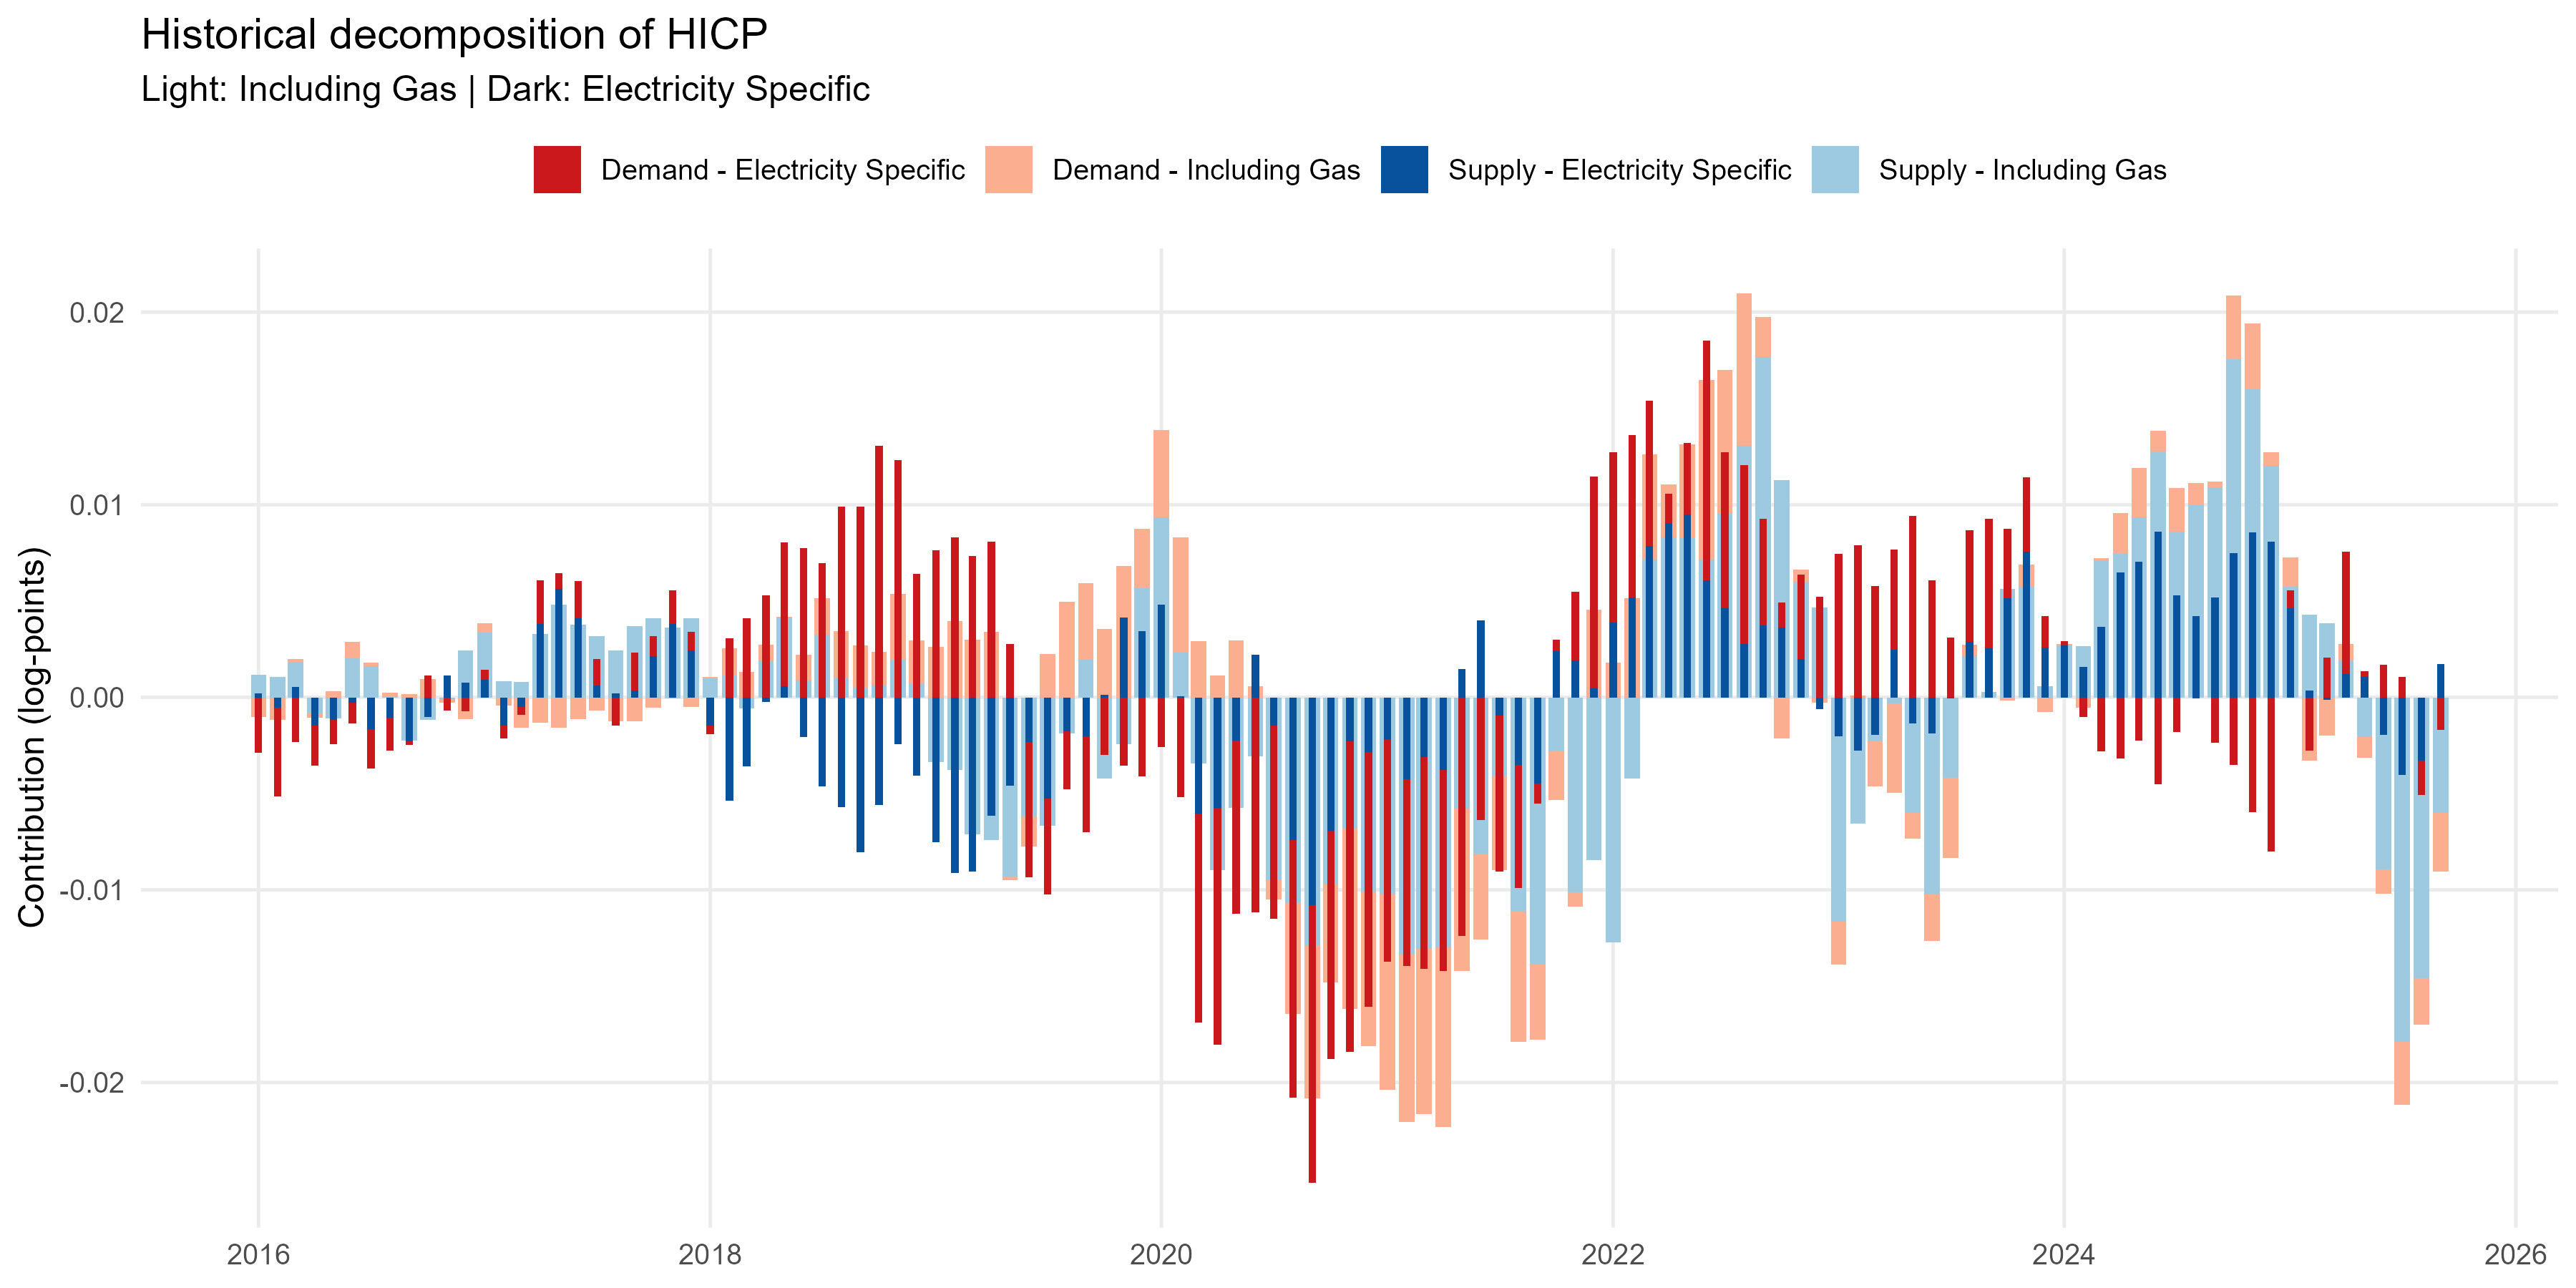 Historical decomposition of HICP
Light: Including Gas | Dark: Electricity Specific
Demand - Electricity Specific Demand - Including Gas Supply - Electricity Specific Supply - Including Gas
Contribution (log-points)
0.02
0.01
0.00
-0.01
-0.02
2016 2018 2020 2022 2024 2026